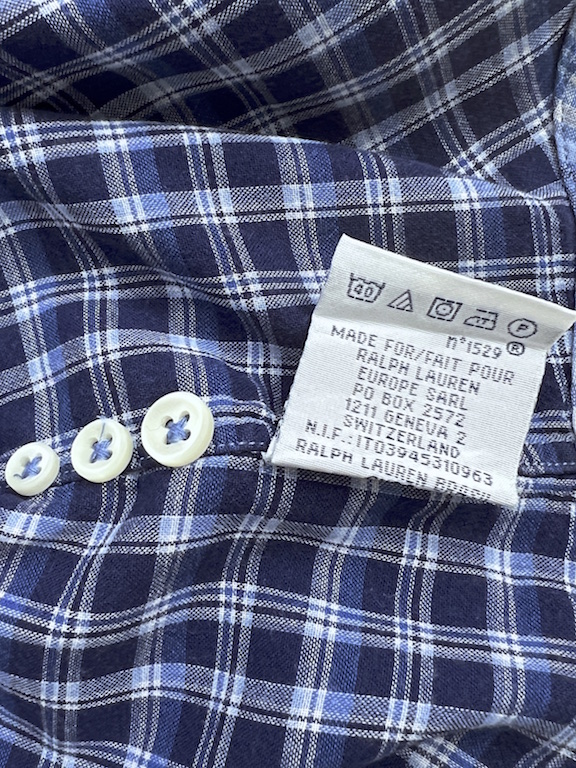 40
P
n°1529®
MADE FOR/FAIT POUR
RALPH LAUREN
EUROPE SARL
PO BOX 2572
1211 GENEVA 2
SWITZERLAND
N.I.F.:IT03945310963
RALPH LAUREN